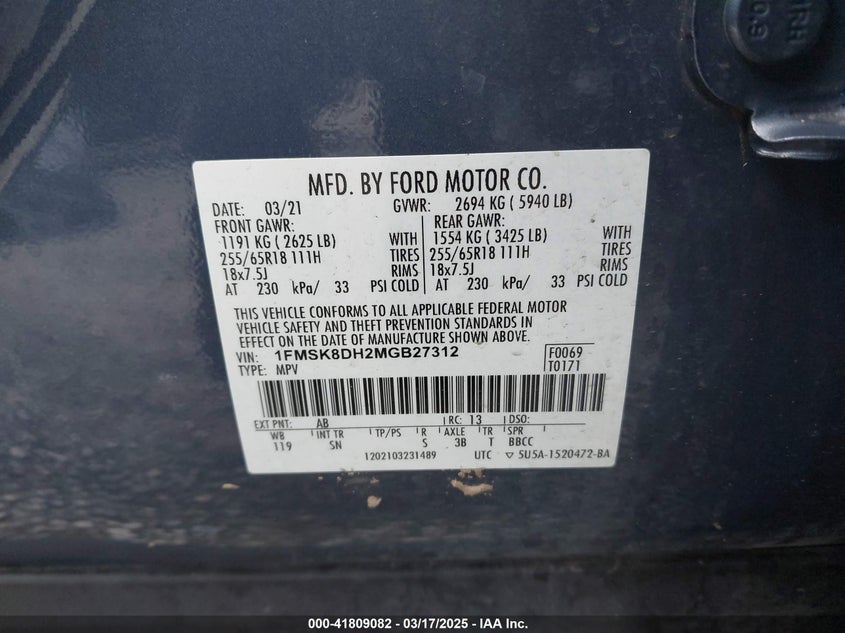 MRH
10.9
MFD. BY FORD MOTOR CO.
DATE: 03/21 GVWR: 2694 KG ( 5940 LB)
FRONT GAWR: REAR GAWR:
1191 KG ( 2625 LB) WITH 1554 KG ( 3425 LB) WITH
255/65R18 111H TIRES 255/65R18 111H TIRES
18x7.5J RIMS 18x7.5J RIMS
AT 230 kPa/ 33 PSI COLD AT 230 kPa/ 33 PSI COLD
THIS VEHICLE CONFORMS TO ALL APPLICABLE FEDERAL MOTOR
VEHICLE SAFETY AND THEFT PREVENTION STANDARDS IN
EFFECT ON THE DATE OF MANUFACTURE SHOWN ABOVE.
VIN: 1FMSK8DH2MGB27312 F0069
TYPE: MPV T0171
EXT PNT: AB RC: 13 DSO:
WB INT TR TP/PS R AXLE TR SPR
119 SN S 3B T BBCC
1202103231489 UTC ▽ 5U5A-1520472-BA
000-41809082 - 03/17/2025 - © IAA Inc.